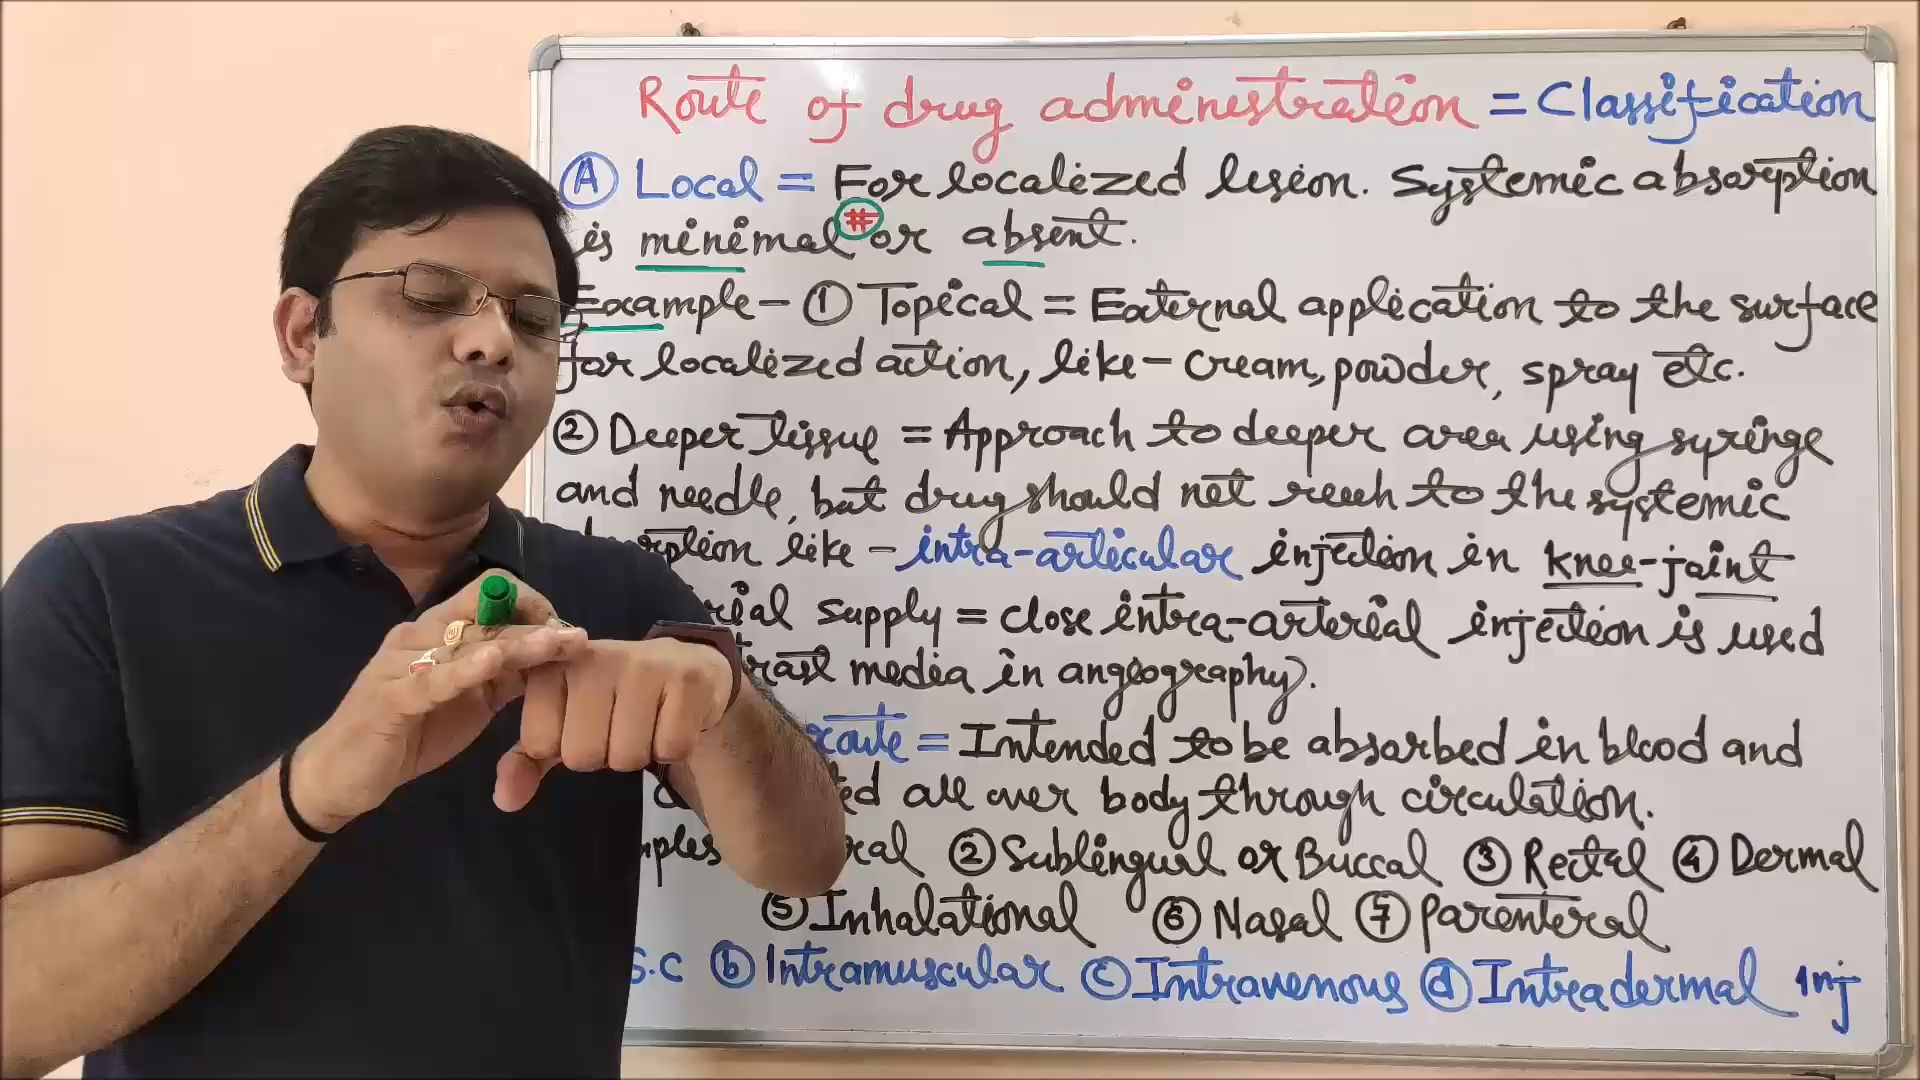 Route of drug administration = Classification
A Local = For localized lesion. Systemic absorption
is minimal # or absent.
Example - 1 Topical = External application to the surface
for localized action, like - cream, powder, spray etc.
2 Deeper tissue = Approach to deeper area using syringe
and needle, but drug should not reach to the systemic
like - intra-articular injection in knee-joint
supply = close intra-arterial injection is used
media in angiography).
route = Intended to be absorbed in blood and
all over body through circulation.
2 Sublingual or Buccal 3 Rectal 4 Dermal
5 Inhalational 6 Nasal 7 parenteral
S.C b Intramuscular c Intravenous d Intradermal inj